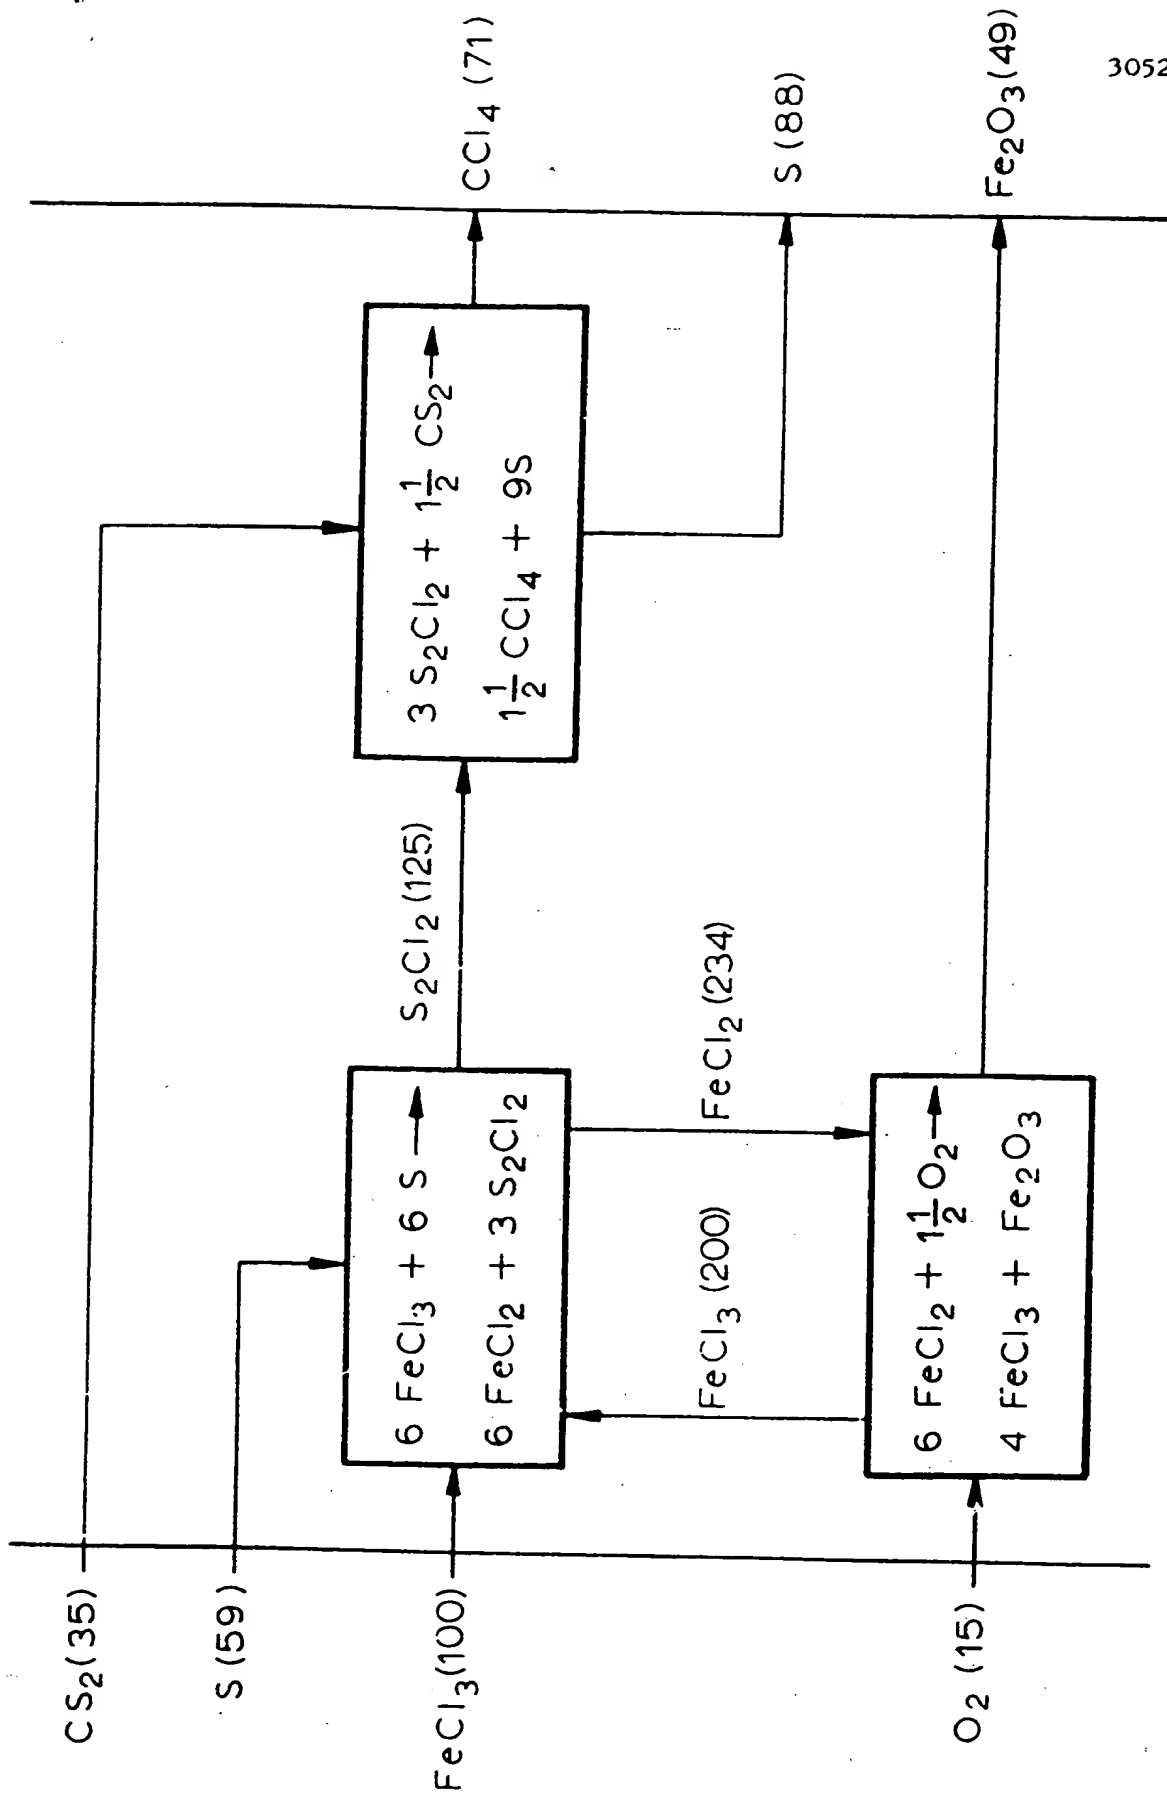 3052
CS₂(35)
S(59)
FeCl₃(100)
O₂ (15)
6 FeCl₃ + 6 S →
6 FeCl₂ + 3 S₂Cl₂
S₂Cl₂(125)
3 S₂Cl₂ + 1½ CS₂ →
1½ CCl₄ + 9S
FeCl₃ (200)
FeCl₂ (234)
6 FeCl₂ + 1½ O₂ →
4 FeCl₃ + Fe₂O₃
CCl₄ (71)
S (88)
Fe₂O₃(49)